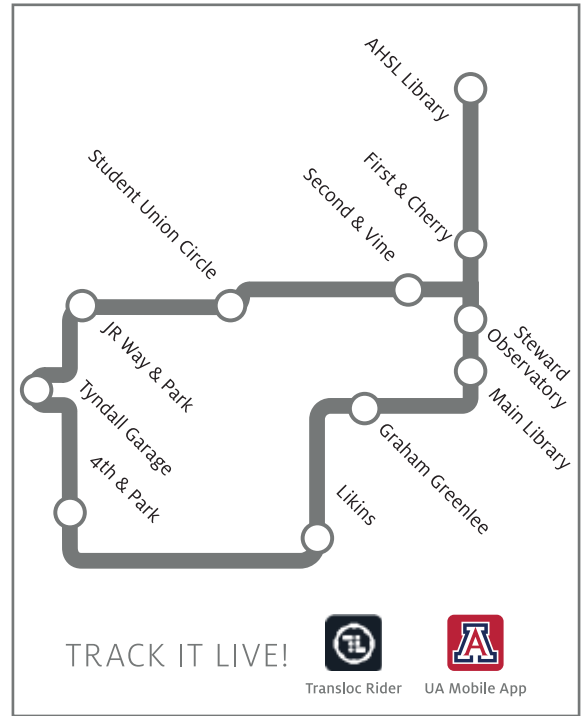 AHSL Library
First & Cherry
Second & Vine
Student Union Circle
JR Way & Park
Tyndall Garage
4th & Park
Likins
Graham Greenlee
Main Library
Steward
Observatory
TRACK IT LIVE!
Transloc Rider
A
UA Mobile App